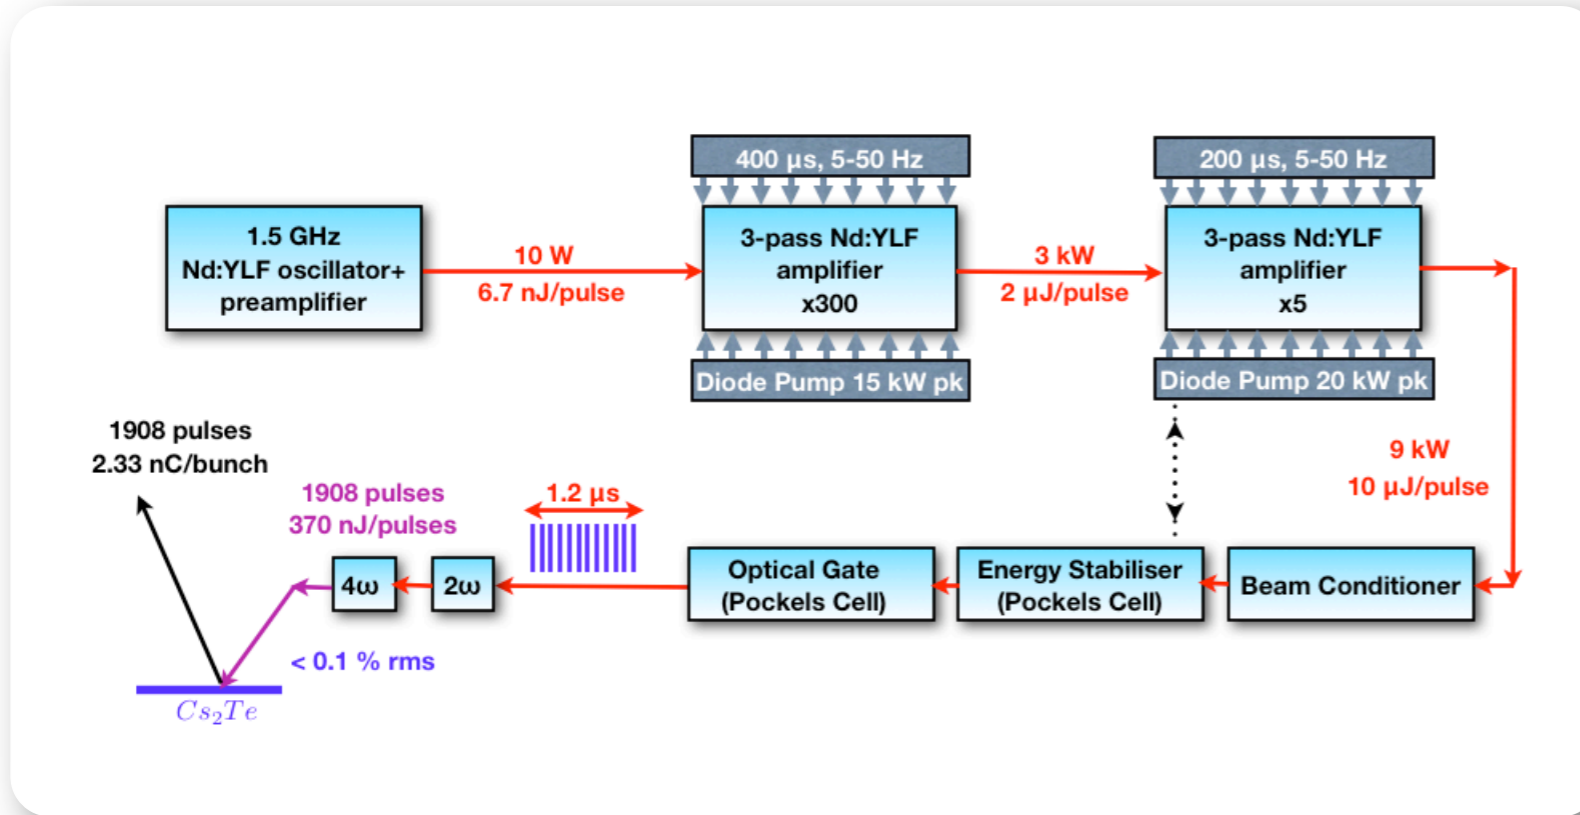 400 µs, 5-50 Hz
200 µs, 5-50 Hz
1.5 GHz
Nd:YLF oscillator+
preamplifier
10 W
6.7 nJ/pulse
3-pass Nd:YLF
amplifier
x300
3 kW
2 µJ/pulse
3-pass Nd:YLF
amplifier
x5
Diode Pump 15 kW pk
Diode Pump 20 kW pk
9 kW
10 µJ/pulse
1908 pulses
2.33 nC/bunch
1908 pulses
370 nJ/pulses
1.2 µs
4ω
2ω
Optical Gate
(Pockels Cell)
Energy Stabiliser
(Pockels Cell)
Beam Conditioner
< 0.1 % rms
Cs₂Te